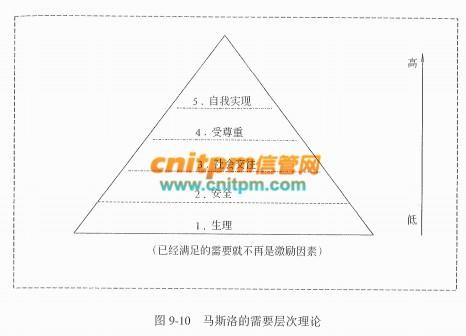 高
5．自我实现
4．受尊重
3．社会交往
cnitpm信管网
www.cnitpm.com
2．安全
1．生理
低
(已经满足的需要就不再是激励因素)
图 9-10 马斯洛的需要层次理论